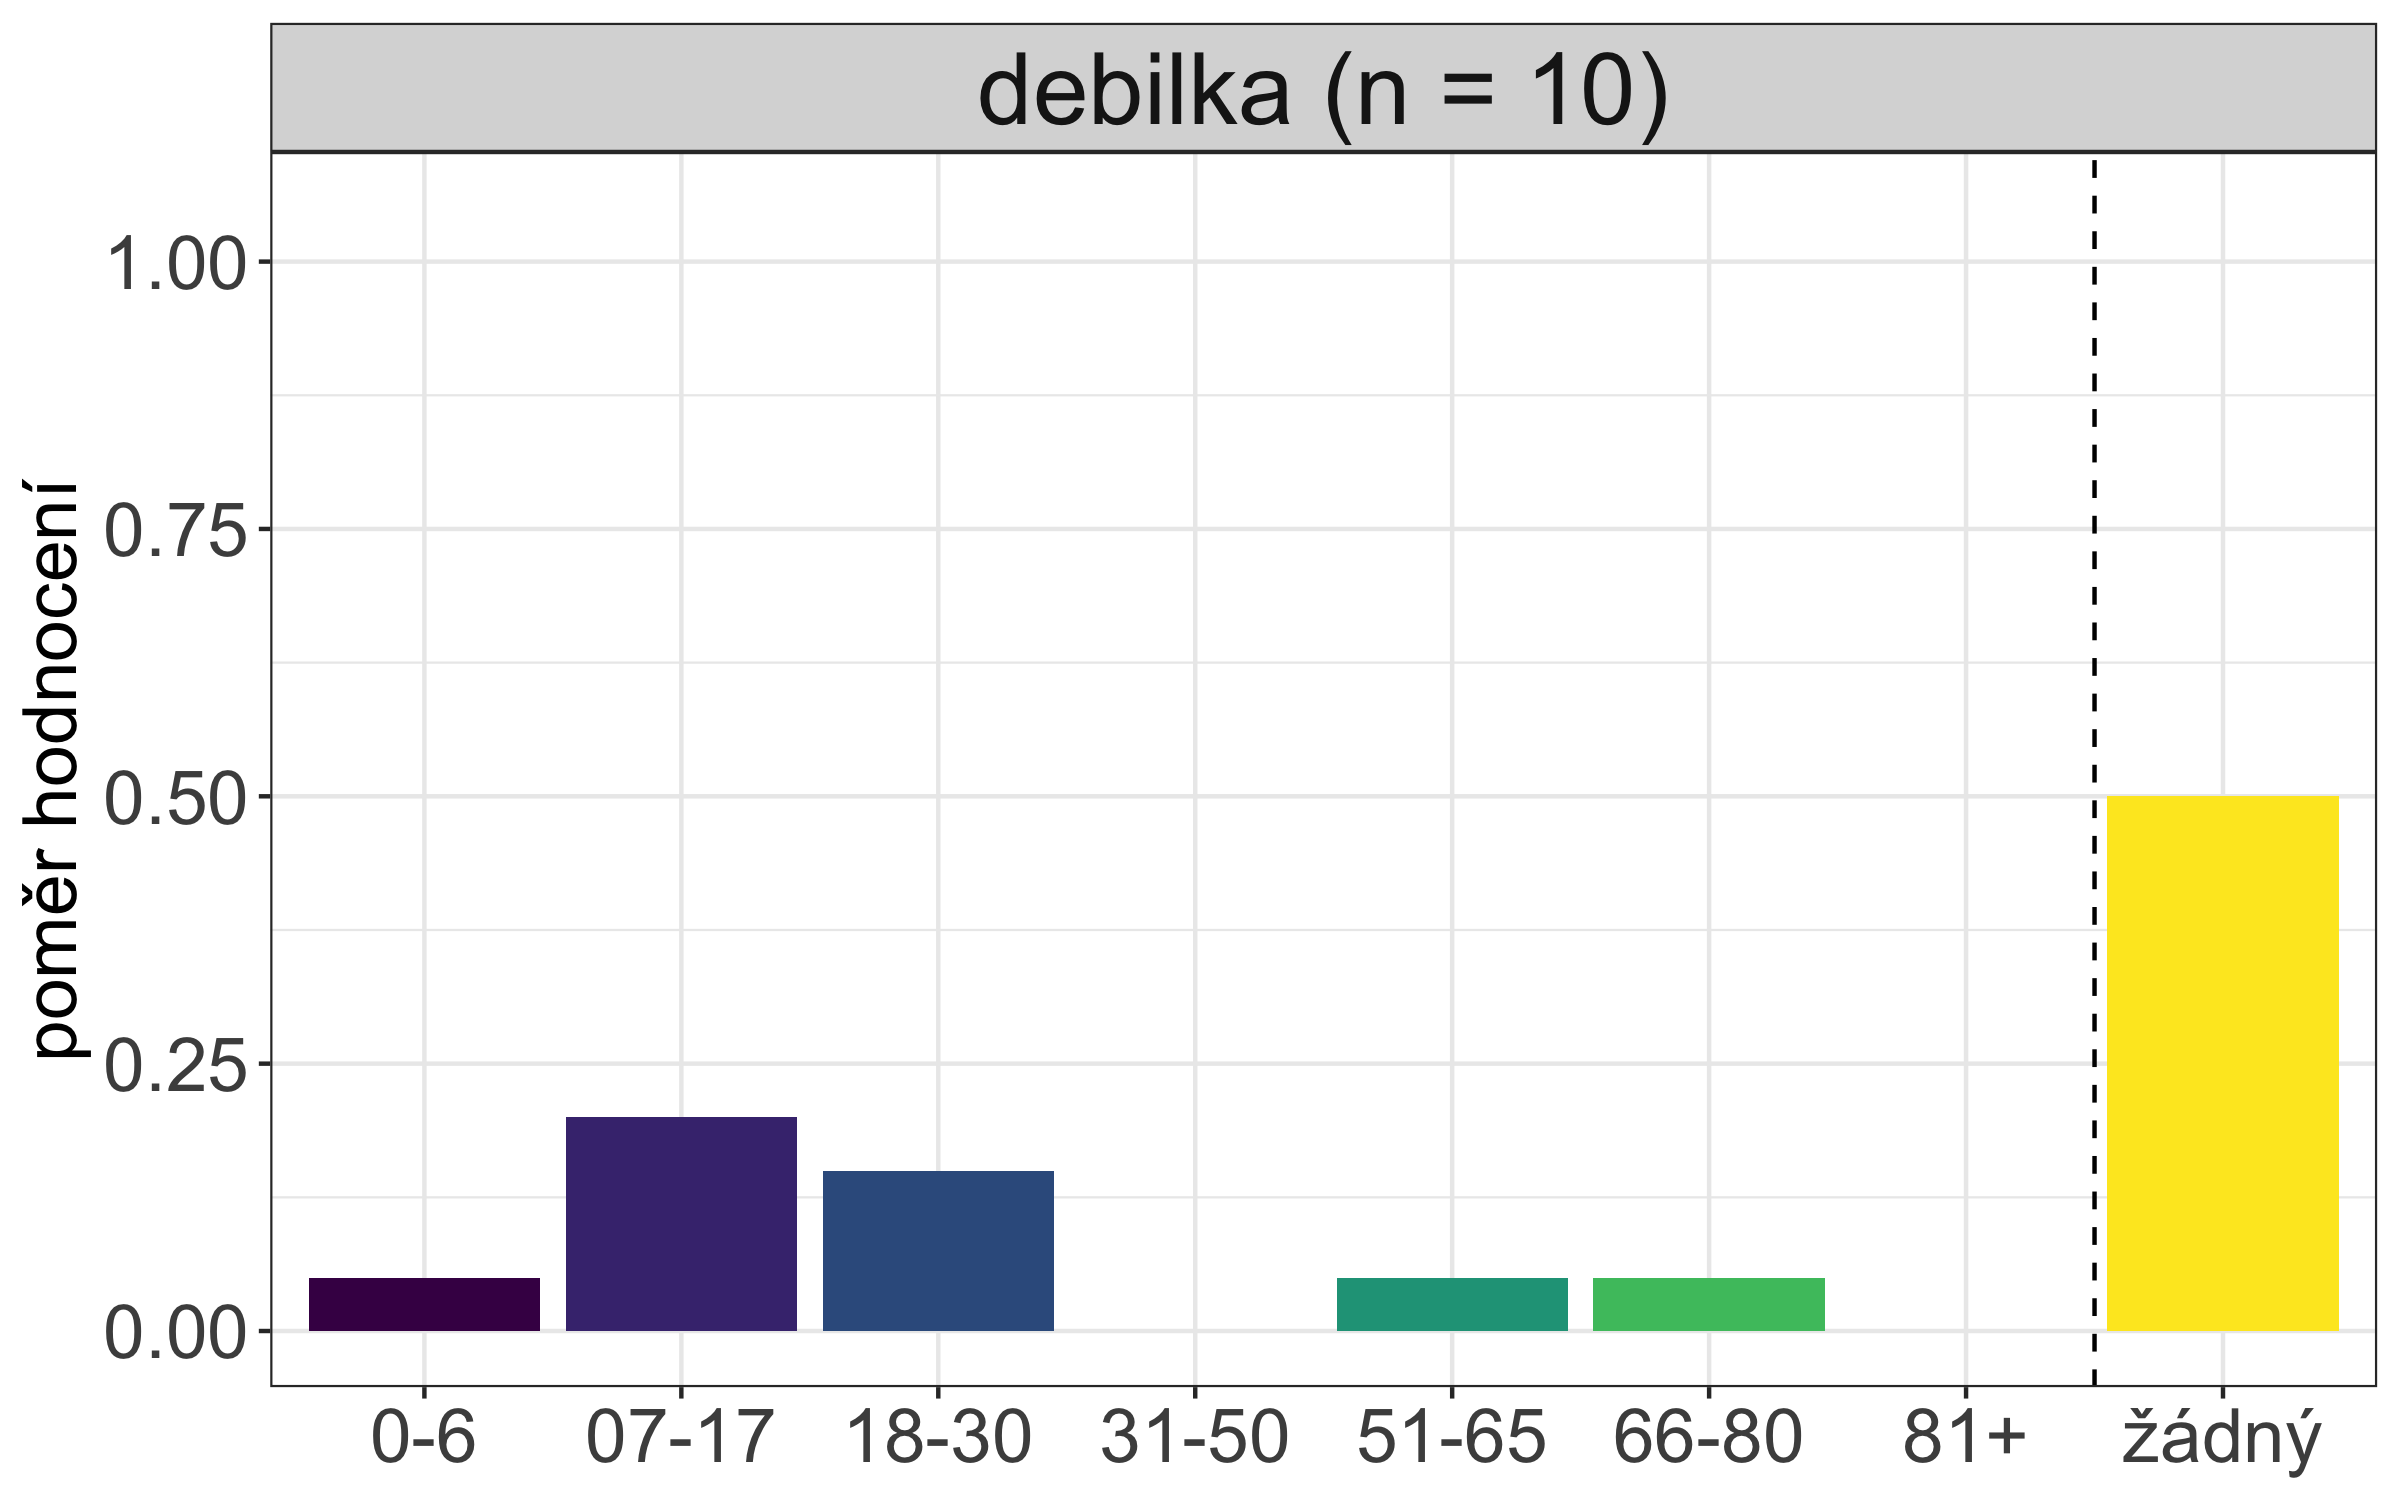 debilka (n = 10)
poměr hodnocení
1.00
0.75
0.50
0.25
0.00
0-6 07-17 18-30 31-50 51-65 66-80 81+ žádný